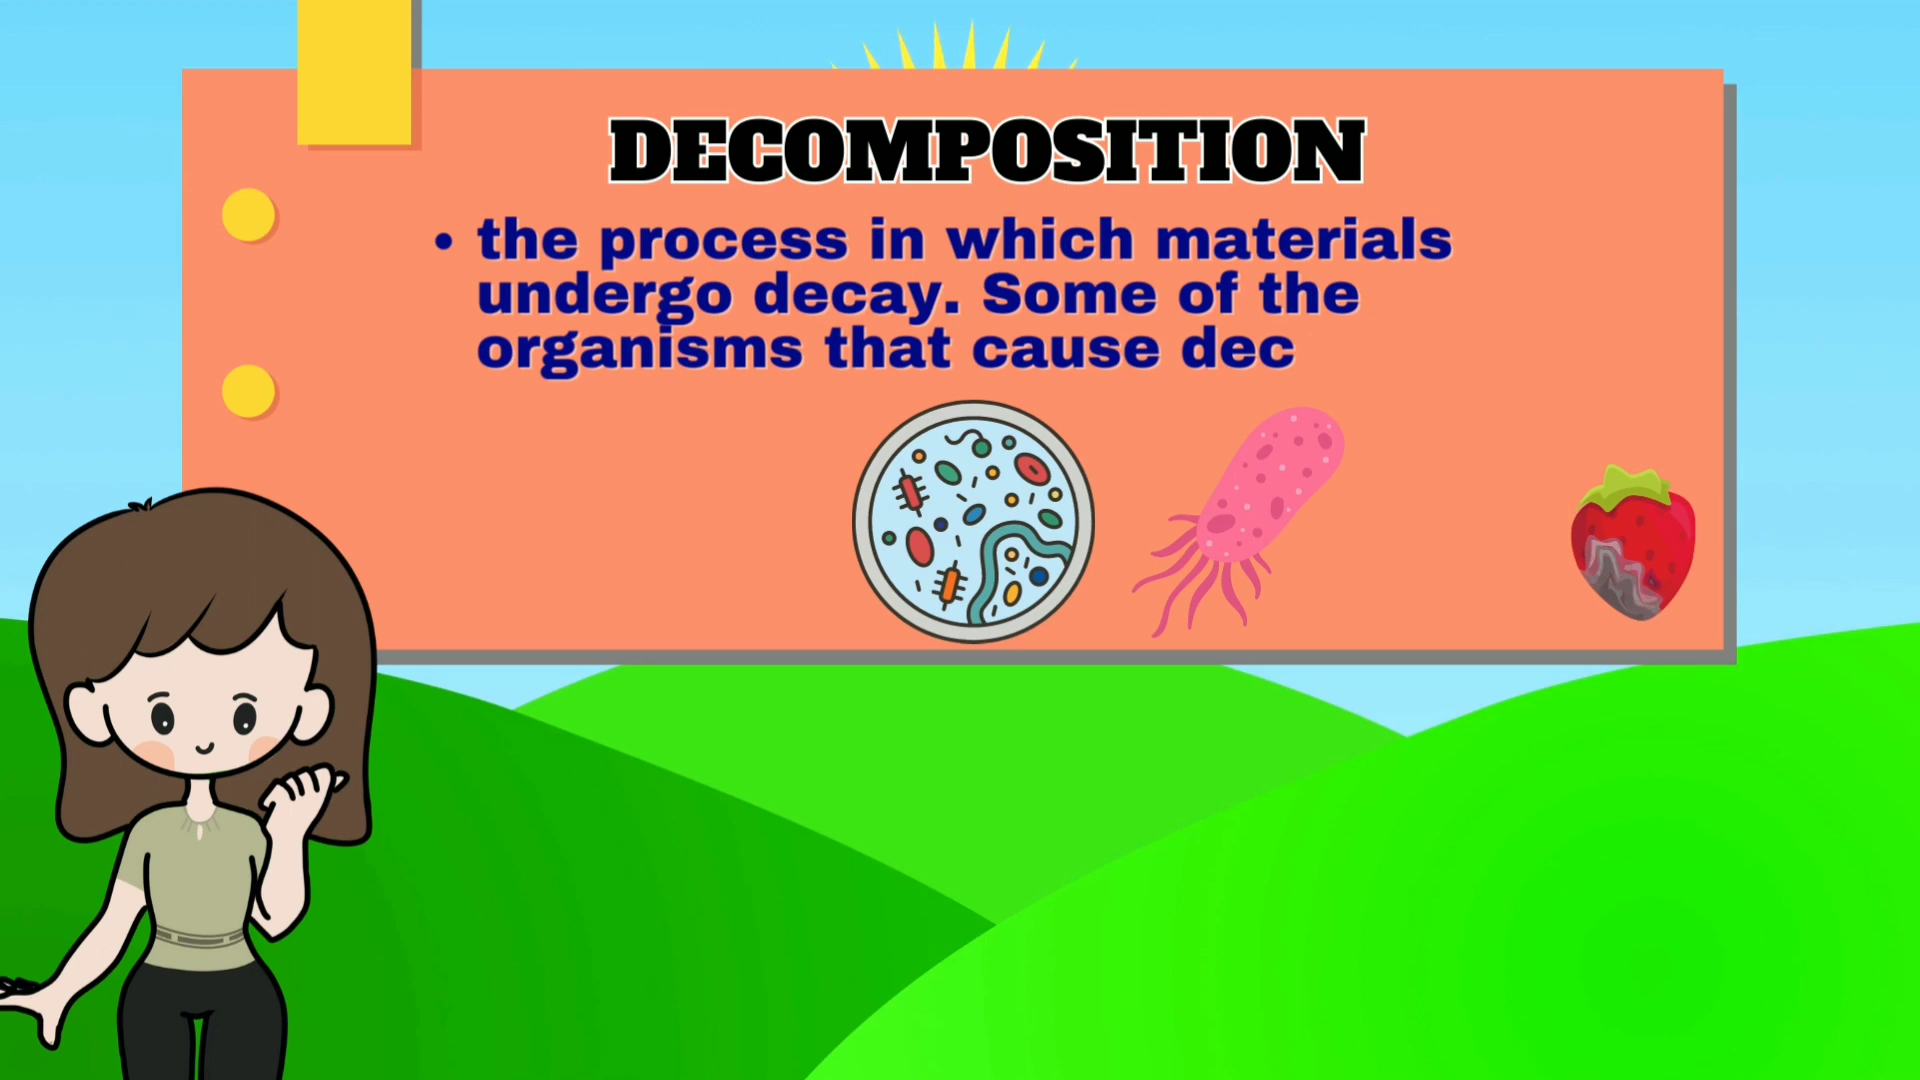 DECOMPOSITION
• the process in which materials
undergo decay. Some of the
organisms that cause dec